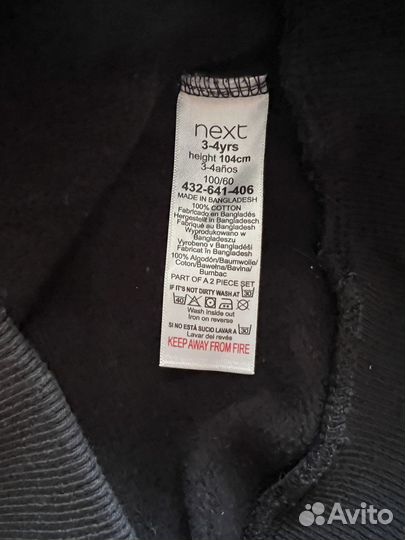 next
3-4yrs
height 104cm
3-4años
100/60
432-641-406
MADE IN BANGLADESH
100% COTTON
Fabricado en Bangladés
Hergestellt in Bangladesch
Fabriqué au Bangladesh
Wyprodukowano w
Bangladeszu
Vyrobeno v Bangladéši
Fabricat în Bangladesh
100% Algodón/Baumwolle/
Coton/Bawełna/Bavlna/
Bumbac
PART OF A 2 PIECE SET
IF IT'S NOT DIRTY WASH AT 30
40
Wash inside out
Iron on reverse
SI NO ESTÁ SUCIO LAVAR A 30
Lavar del revés
KEEP AWAY FROM FIRE
Avito